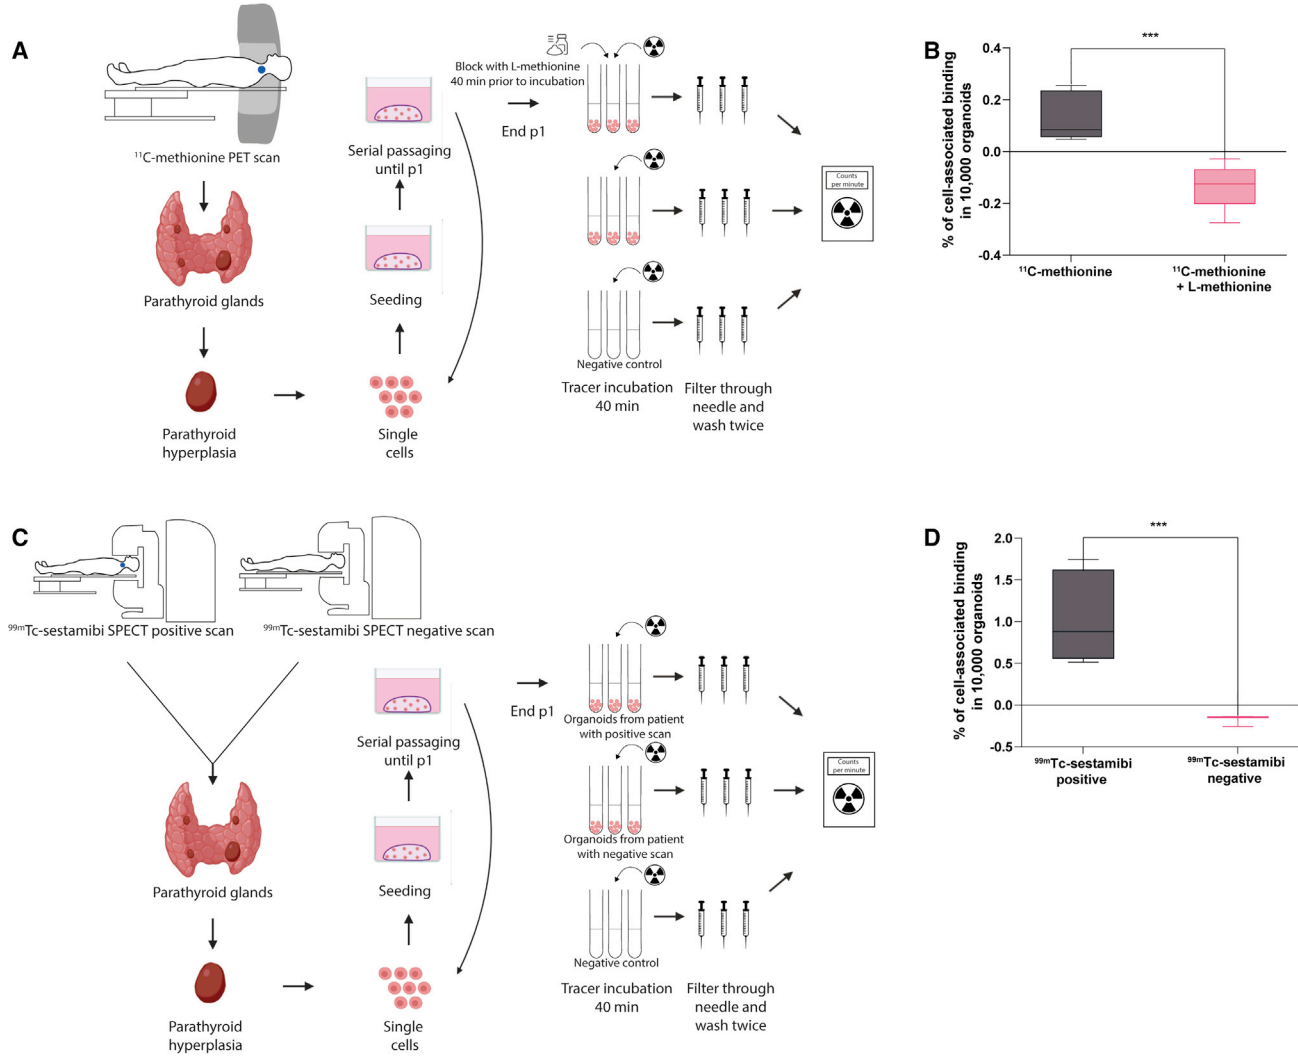 A
¹¹C-methionine PET scan
Parathyroid glands
Parathyroid
hyperplasia
Single
cells
Seeding
Serial passaging
until p1
End p1
Block with L-methionine
40 min prior to incubation
Negative control
Tracer incubation
40 min
Filter through
needle and
wash twice
Counts
per minute
B
% of cell-associated binding
in 10,000 organoids
0.4
0.2
0.0
-0.2
-0.4
***
¹¹C-methionine
¹¹C-methionine
+ L-methionine
C
⁹⁹ᵐTc-sestamibi SPECT positive scan
⁹⁹ᵐTc-sestamibi SPECT negative scan
Parathyroid glands
Parathyroid
hyperplasia
Single
cells
Seeding
Serial passaging
until p1
End p1
Organoids from patient
with positive scan
Organoids from patient
with negative scan
Negative control
Tracer incubation
40 min
Filter through
needle and
wash twice
Counts
per minute
D
% of cell-associated binding
in 10,000 organoids
2.0
1.5
1.0
0.5
0.0
-0.5
***
⁹⁹ᵐTc-sestamibi
positive
⁹⁹ᵐTc-sestamibi
negative